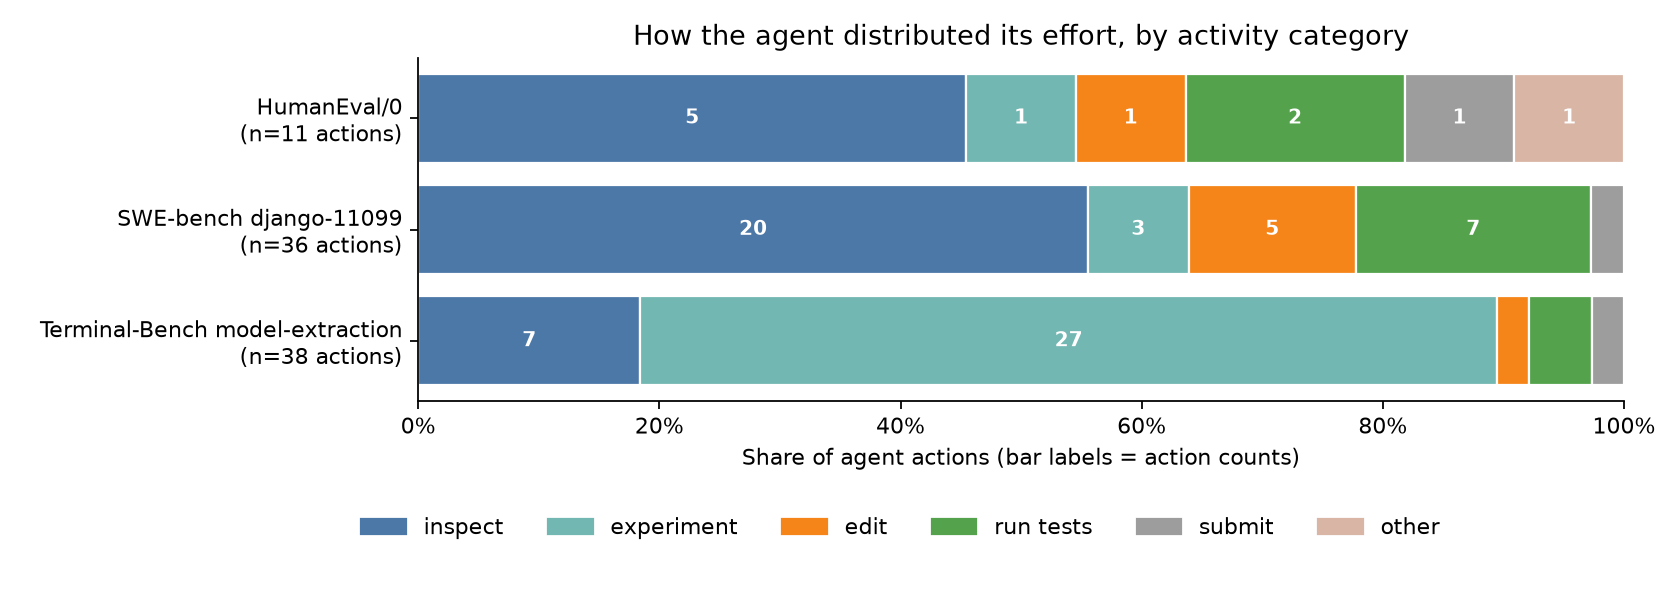 How the agent distributed its effort, by activity category
HumanEval/0
(n=11 actions)
5
1
1
2
1
1
SWE-bench django-11099
(n=36 actions)
20
3
5
7
Terminal-Bench model-extraction
(n=38 actions)
7
27
0%
20%
40%
60%
80%
100%
Share of agent actions (bar labels = action counts)
inspect
experiment
edit
run tests
submit
other